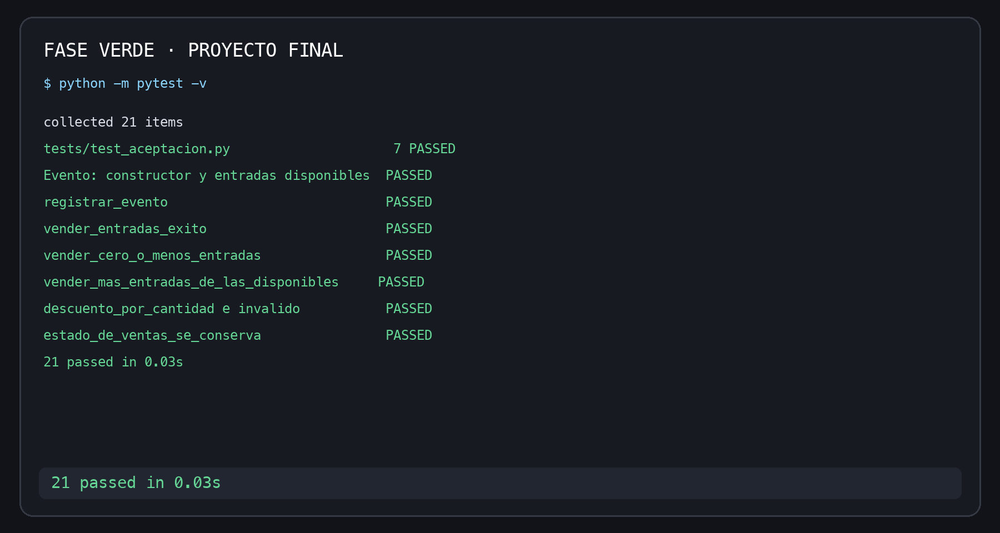 FASE VERDE · PROYECTO FINAL
$ python -m pytest -v
collected 21 items
tests/test_aceptacion.py 7 PASSED
Evento: constructor y entradas disponibles PASSED
registrar_evento PASSED
vender_entradas_exito PASSED
vender_cero_o_menos_entradas PASSED
vender_mas_entradas_de_las_disponibles PASSED
descuento_por_cantidad e invalido PASSED
estado_de_ventas_se_conserva PASSED
21 passed in 0.03s
21 passed in 0.03s